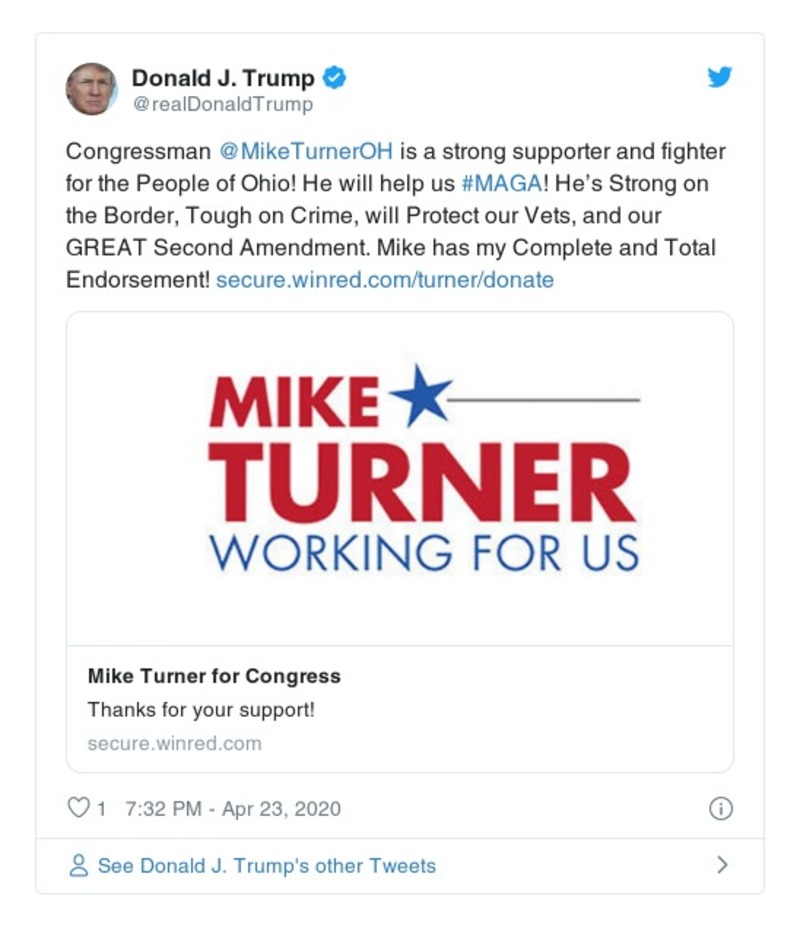 Donald J. Trump
@realDonaldTrump
Congressman @MikeTurnerOH is a strong supporter and fighter
for the People of Ohio! He will help us #MAGA! He’s Strong on
the Border, Tough on Crime, will Protect our Vets, and our
GREAT Second Amendment. Mike has my Complete and Total
Endorsement! secure.winred.com/turner/donate
MIKE
TURNER
WORKING FOR US
Mike Turner for Congress
Thanks for your support!
secure.winred.com
1 7:32 PM - Apr 23, 2020
See Donald J. Trump's other Tweets